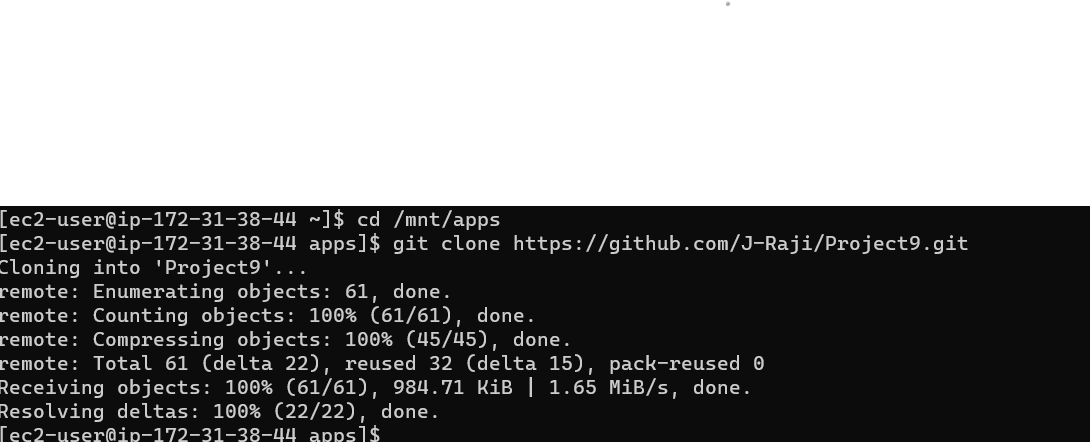 [ec2-user@ip-172-31-38-44 ~]$ cd /mnt/apps
[ec2-user@ip-172-31-38-44 apps]$ git clone https://github.com/J-Raji/Project9.git
Cloning into 'Project9'...
remote: Enumerating objects: 61, done.
remote: Counting objects: 100% (61/61), done.
remote: Compressing objects: 100% (45/45), done.
remote: Total 61 (delta 22), reused 32 (delta 15), pack-reused 0
Receiving objects: 100% (61/61), 984.71 KiB | 1.65 MiB/s, done.
Resolving deltas: 100% (22/22), done.
[ec2-user@ip-172-31-38-44 apps]$